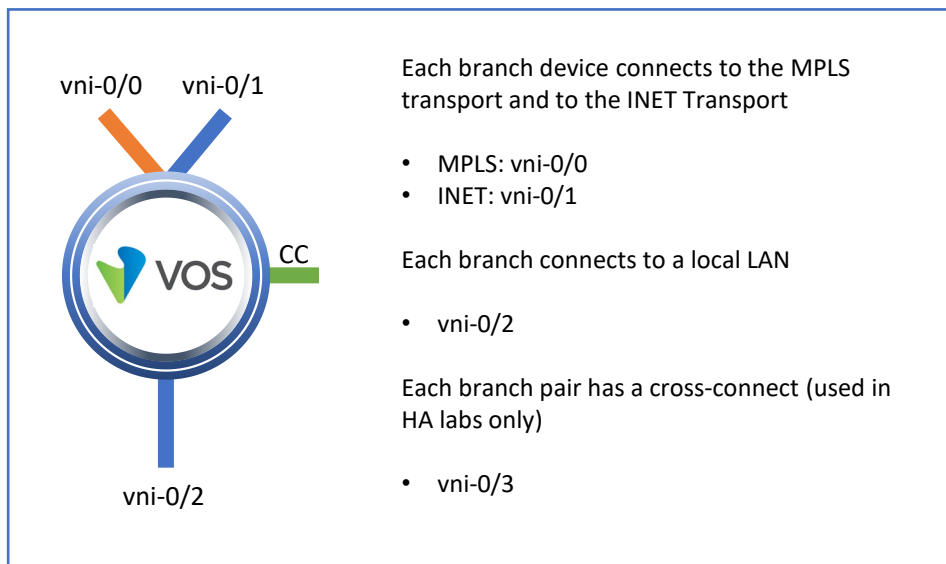 vni-0/0 vni-0/1
CC
VOS
vni-0/2
Each branch device connects to the MPLS
transport and to the INET Transport
• MPLS: vni-0/0
• INET: vni-0/1
Each branch connects to a local LAN
• vni-0/2
Each branch pair has a cross-connect (used in
HA labs only)
• vni-0/3